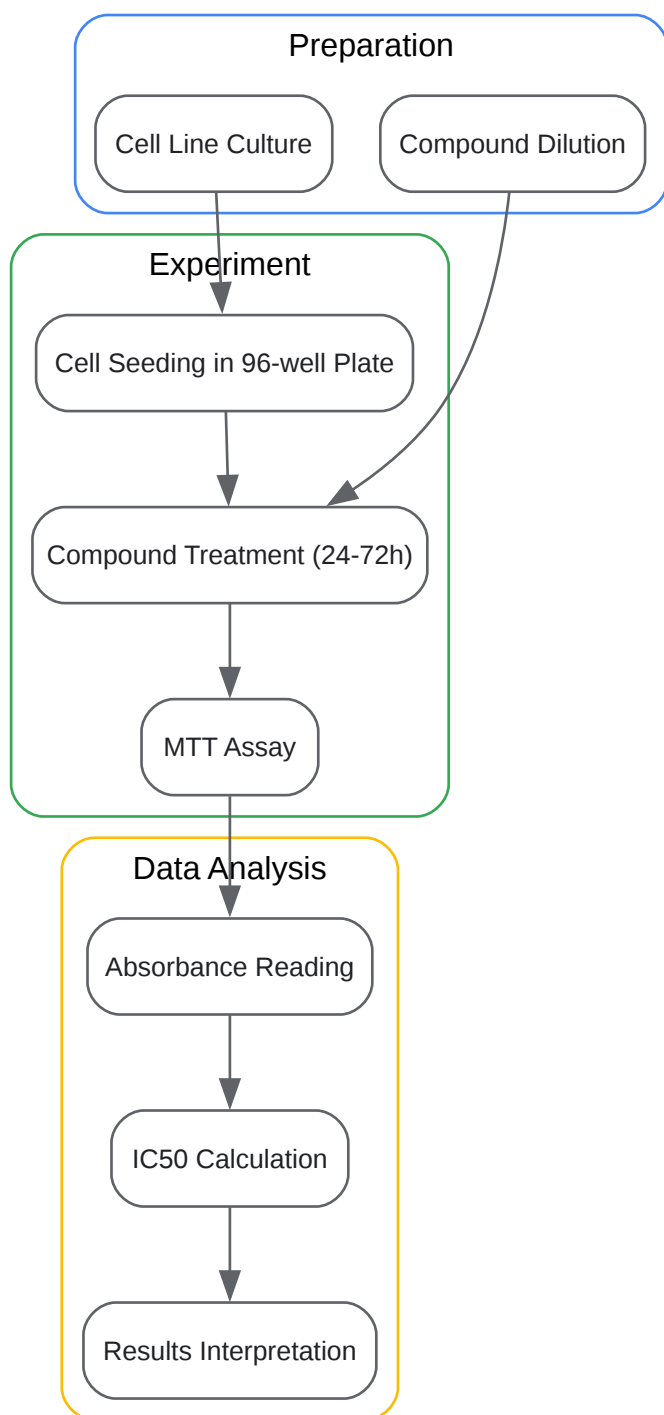 Preparation
Cell Line Culture
Compound Dilution
Experiment
Cell Seeding in 96-well Plate
Compound Treatment (24-72h)
MTT Assay
Data Analysis
Absorbance Reading
IC50 Calculation
Results Interpretation